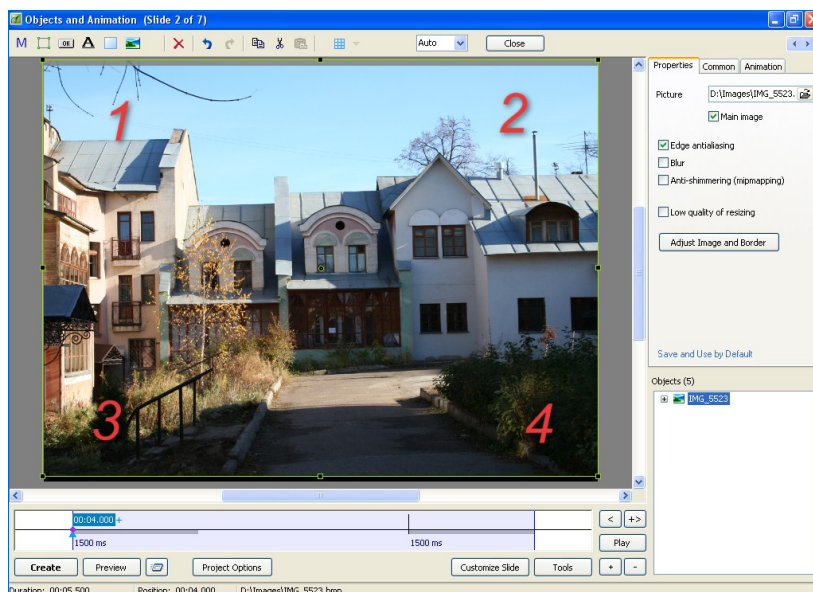 Objects and Animation (Slide 2 of 7)
M OK A Auto Close
Properties Common Animation
Picture D:\Images\IMG_5523.
Main image
Edge antialiasing
Blur
Anti-shimmering (mipmapping)
Low quality of resizing
Adjust Image and Border
Save and Use by Default
1 2
3 4
Objects (5)
IMG_5523
00:04.000 +
1500 ms 1500 ms
< +>
Play
Create Preview Project Options Customize Slide Tools + -
Duration: 00:05.500 Position: 00:04.000 D:\Images\IMG_5523.bmp